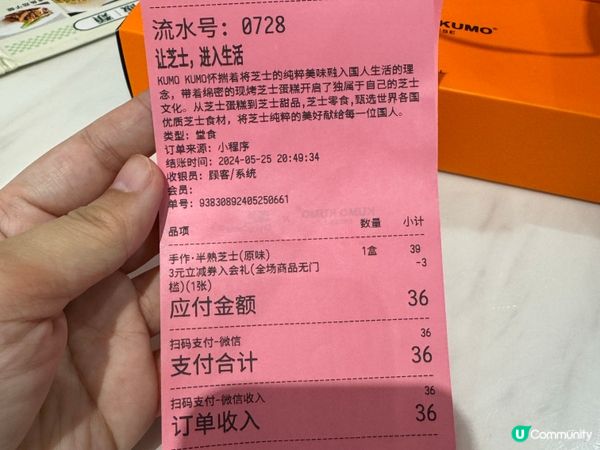 流水号: 0728
让芝士, 进入生活
KUMO KUMO怀揣着将芝士的纯粹美味融入国人生活的理
念, 带着绵密的现烤芝士蛋糕开启了独属于自己的芝士
文化。从芝士蛋糕到芝士甜品,芝士零食,甄选世界各国
优质芝士食材, 将芝士纯粹的美好献给每一位国人。
类型: 堂食
订单来源: 小程序
结账时间: 2024-05-25 20:49:34
收银员: 顾客/系统
会员:
单号: 93830892405250661
品项 数量 小计
手作·半熟芝士(原味) 1盒 39
3元立减券入会礼(全场商品无门 -3
槛)(1张)
应付金额 36
扫码支付-微信 36
支付合计 36
扫码支付-微信收入 36
订单收入 36
KUMO
SE
U Community